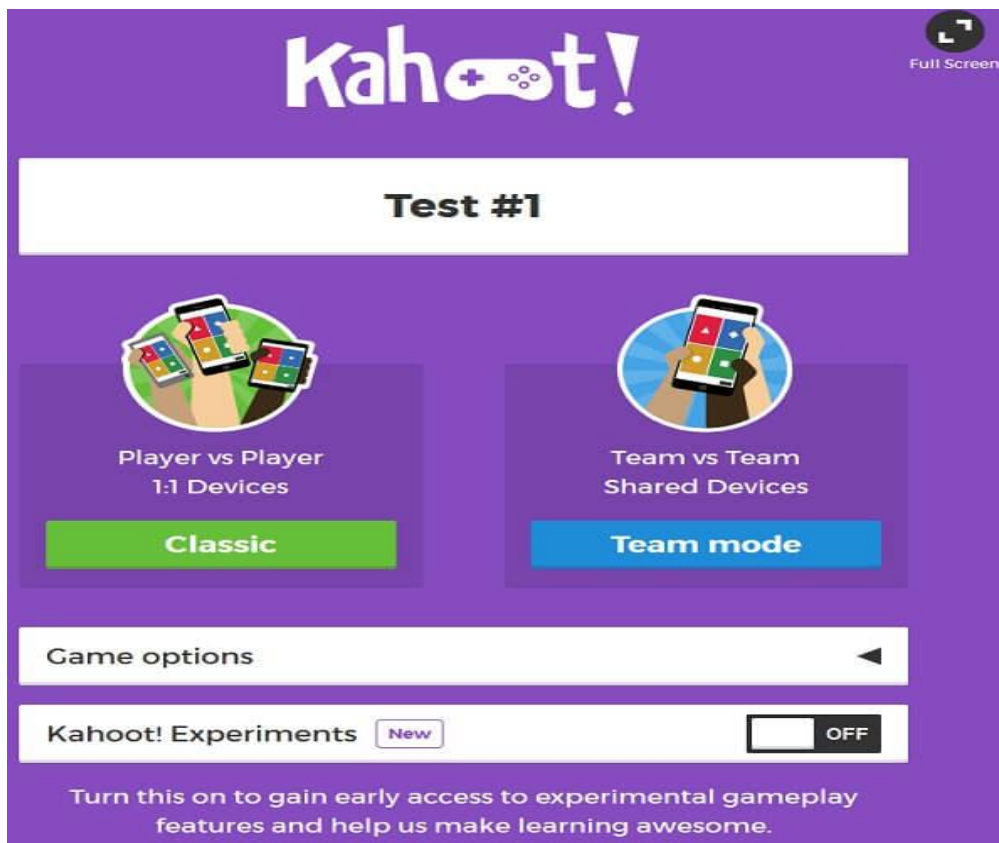 Kahoot!
Full Screen
Test #1
Player vs Player
1:1 Devices
Classic
Team vs Team
Shared Devices
Team mode
Game options
Kahoot! Experiments New
OFF
Turn this on to gain early access to experimental gameplay
features and help us make learning awesome.